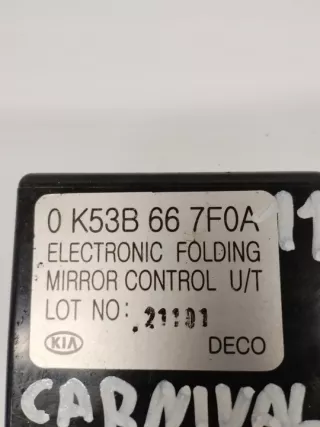 0 K53B 66 7F0A
ELECTRONIC FOLDING
MIRROR CONTROL U/T
LOT NO: 21101
KIA DECO
CARNIVAL